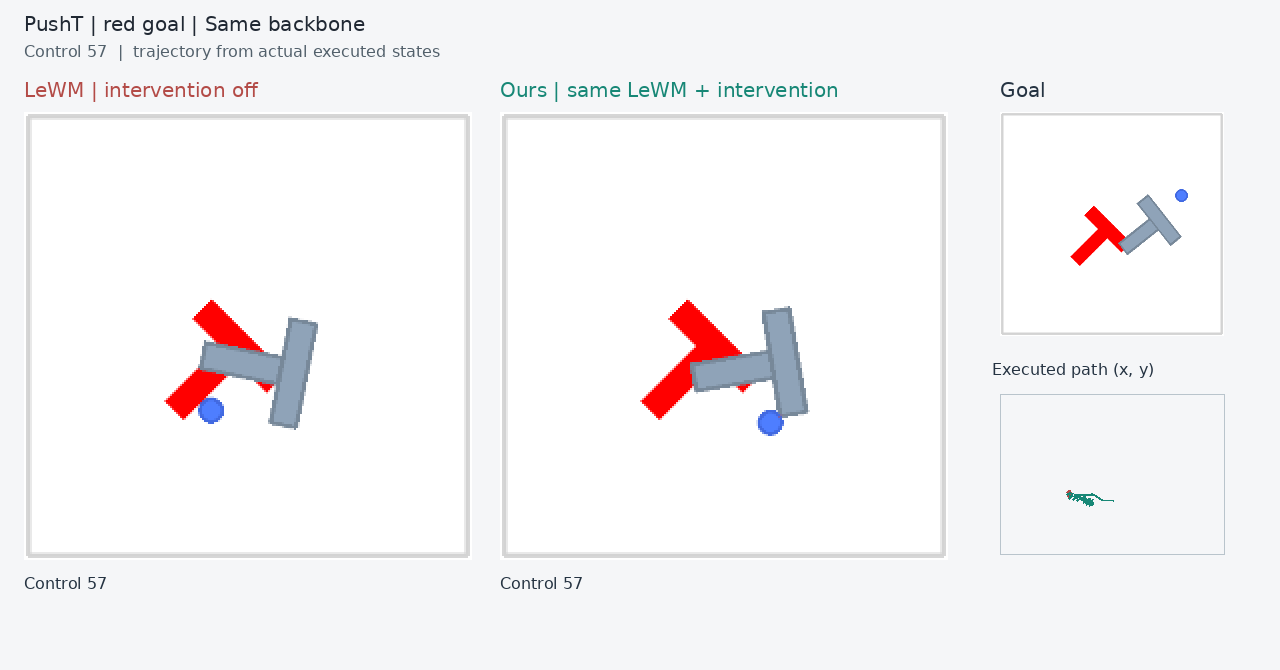 PushT | red goal | Same backbone
Control 57 | trajectory from actual executed states
LeWM | intervention off
Ours | same LeWM + intervention
Goal
Executed path (x, y)
Control 57
Control 57